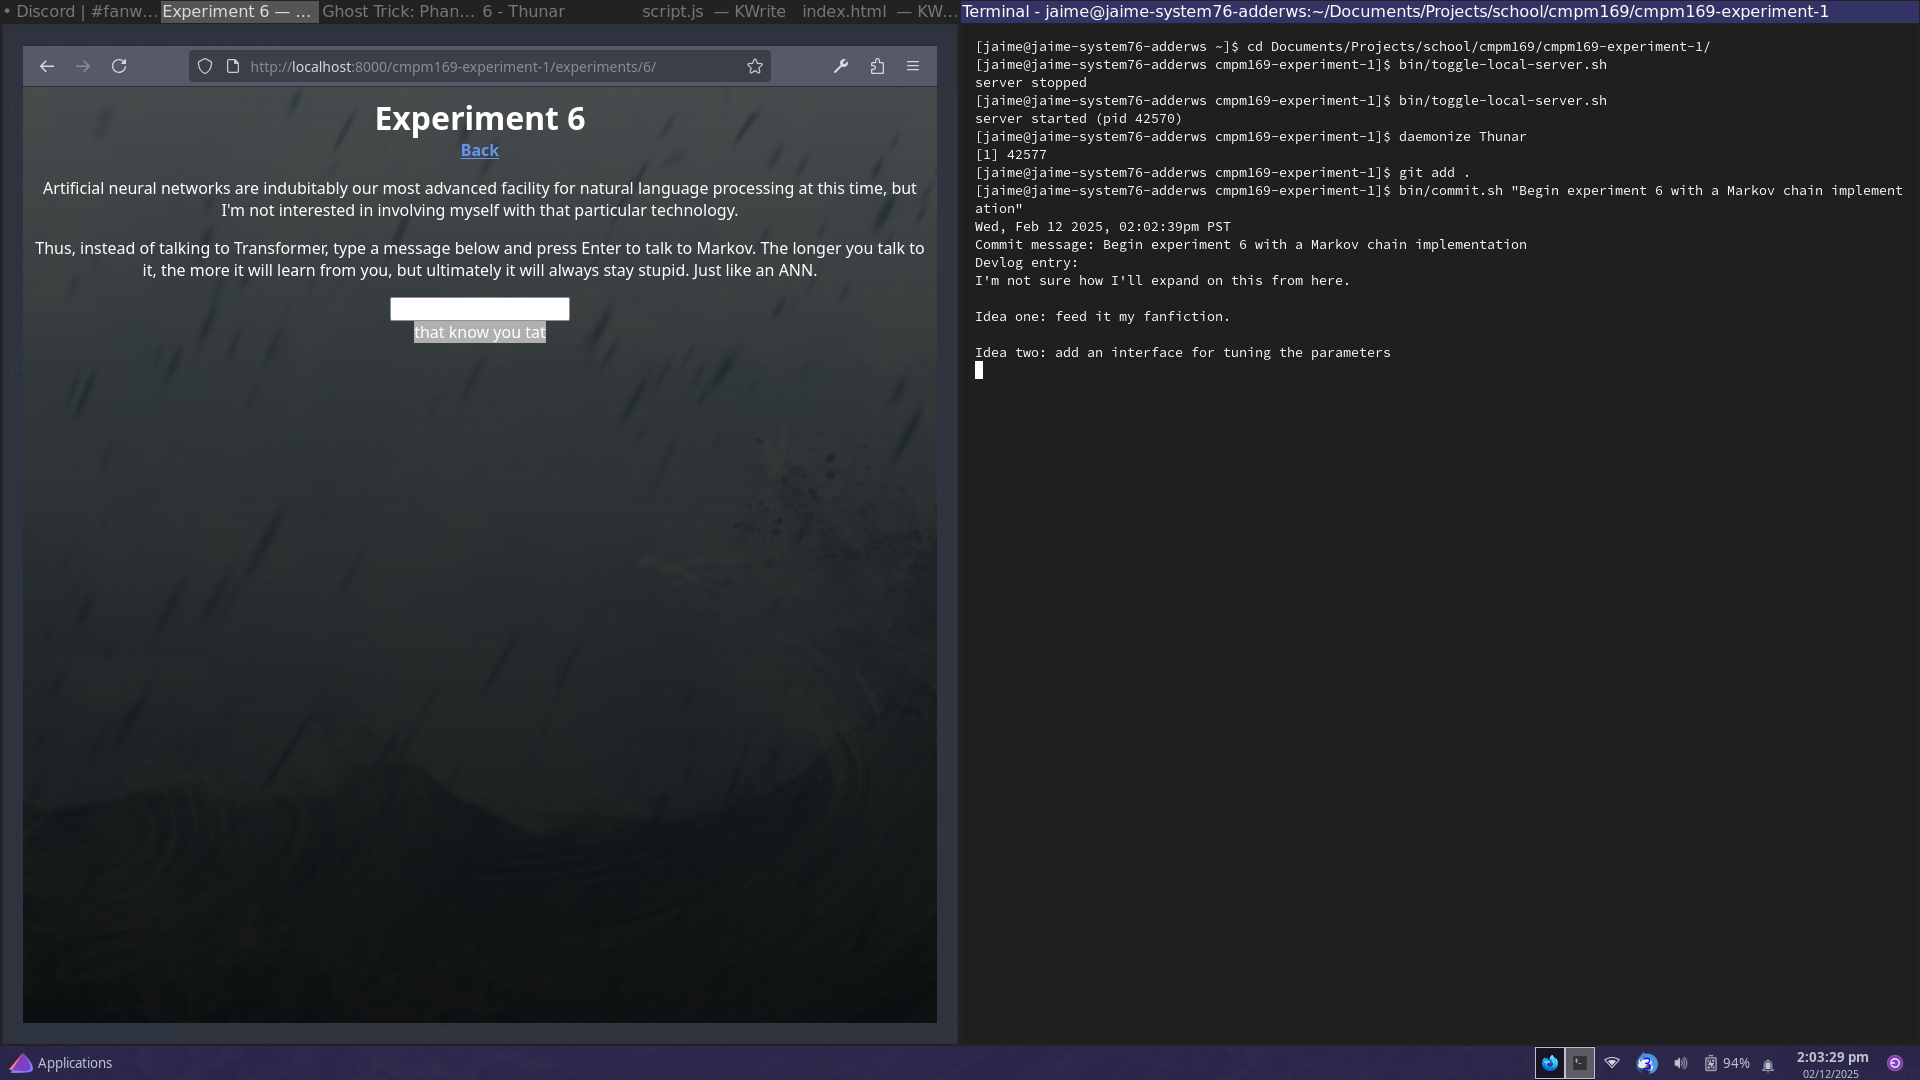 • Discord | #fanw... Experiment 6 — ... Ghost Trick: Phan... 6 - Thunar script.js — KWrite index.html — KW... Terminal - jaime@jaime-system76-adderws:~/Documents/Projects/school/cmpm169/cmpm169-experiment-1
http://localhost:8000/cmpm169-experiment-1/experiments/6/
Experiment 6
Back
Artificial neural networks are indubitably our most advanced facility for natural language processing at this time, but
I'm not interested in involving myself with that particular technology.
Thus, instead of talking to Transformer, type a message below and press Enter to talk to Markov. The longer you talk to
it, the more it will learn from you, but ultimately it will always stay stupid. Just like an ANN.
that know you tat
[jaime@jaime-system76-adderws ~]$ cd Documents/Projects/school/cmpm169/cmpm169-experiment-1/
[jaime@jaime-system76-adderws cmpm169-experiment-1]$ bin/toggle-local-server.sh
server stopped
[jaime@jaime-system76-adderws cmpm169-experiment-1]$ bin/toggle-local-server.sh
server started (pid 42570)
[jaime@jaime-system76-adderws cmpm169-experiment-1]$ daemonize Thunar
[1] 42577
[jaime@jaime-system76-adderws cmpm169-experiment-1]$ git add .
[jaime@jaime-system76-adderws cmpm169-experiment-1]$ bin/commit.sh "Begin experiment 6 with a Markov chain implement
ation"
Wed, Feb 12 2025, 02:02:39pm PST
Commit message: Begin experiment 6 with a Markov chain implementation
Devlog entry:
I'm not sure how I'll expand on this from here.
Idea one: feed it my fanfiction.
Idea two: add an interface for tuning the parameters
Applications
94%
2:03:29 pm
02/12/2025